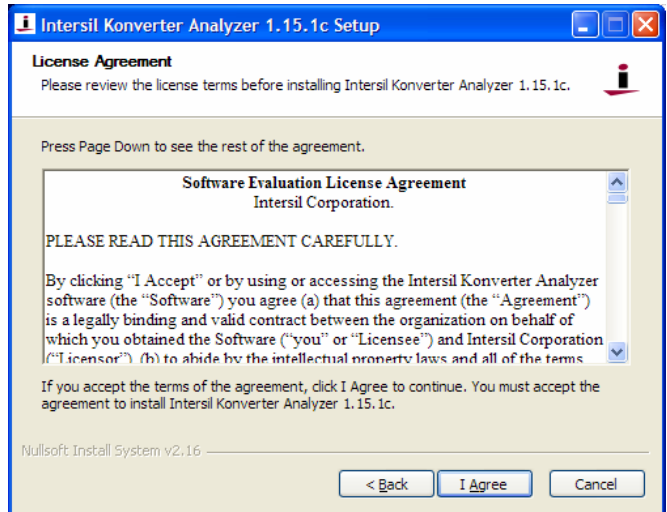 Intersil Konverter Analyzer 1.15.1c Setup
License Agreement
Please review the license terms before installing Intersil Konverter Analyzer 1.15.1c.
Press Page Down to see the rest of the agreement.
Software Evaluation License Agreement
Intersil Corporation.
PLEASE READ THIS AGREEMENT CAREFULLY.
By clicking “I Accept” or by using or accessing the Intersil Konverter Analyzer
software (the “Software”) you agree (a) that this agreement (the “Agreement”)
is a legally binding and valid contract between the organization on behalf of
which you obtained the Software (“you” or “Licensee”) and Intersil Corporation
(“Licensor”), (b) to abide by the intellectual property laws and all of the terms
If you accept the terms of the agreement, click I Agree to continue. You must accept the
agreement to install Intersil Konverter Analyzer 1.15.1c.
Nullsoft Install System v2.16
< Back I Agree Cancel